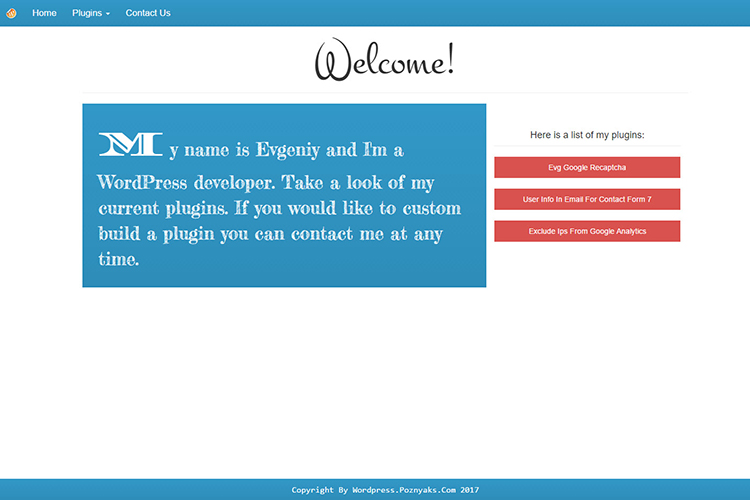 Home Plugins Contact Us
Welcome!
My name is Evgeniy and I'm a
WordPress developer. Take a look of my
current plugins. If you would like to custom
build a plugin you can contact me at any
time.
Here is a list of my plugins:
Evg Google Recaptcha
User Info In Email For Contact Form 7
Exclude Ips From Google Analytics
Copyright By Wordpress.Poznyaks.Com 2017